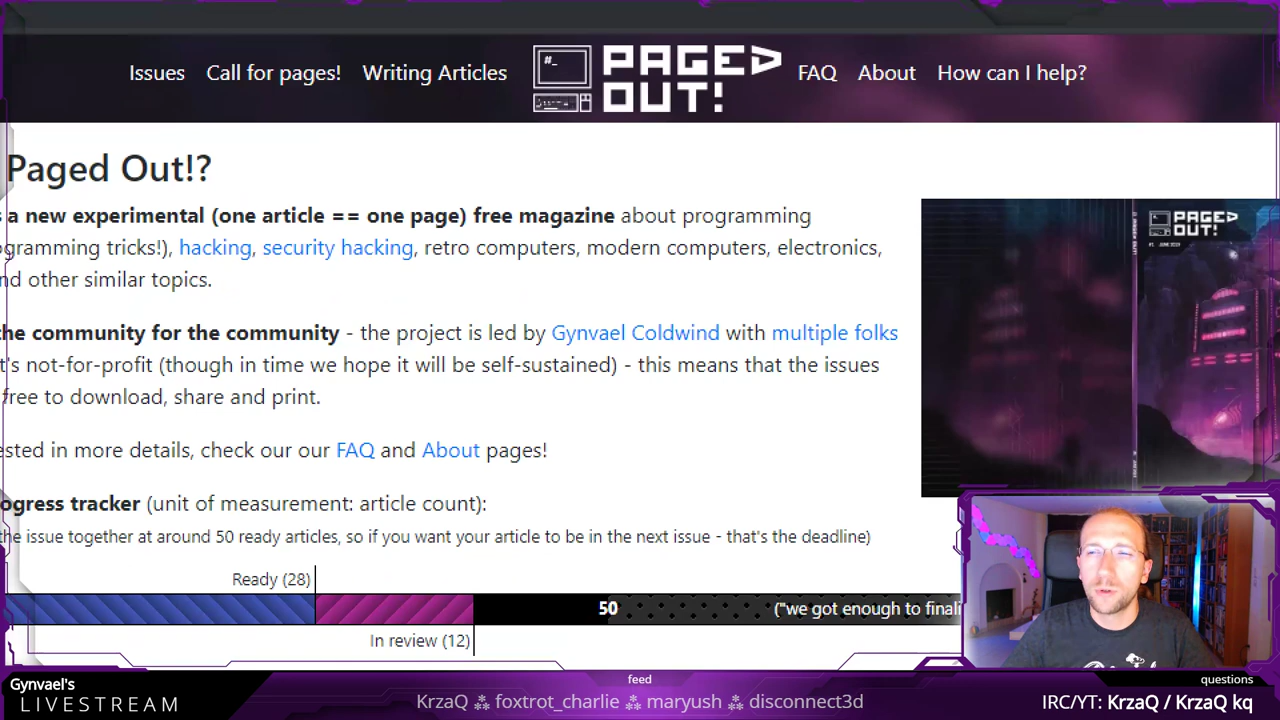 Issues Call for pages! Writing Articles #_ PAGED OUT! FAQ About How can I help?
Paged Out!?
s a new experimental (one article == one page) free magazine about programming
ogramming tricks!), hacking, security hacking, retro computers, modern computers, electronics,
nd other similar topics.
the community for the community - the project is led by Gynvael Coldwind with multiple folks
t's not-for-profit (though in time we hope it will be self-sustained) - this means that the issues
free to download, share and print.
ested in more details, check our our FAQ and About pages!
ogress tracker (unit of measurement: article count):
the issue together at around 50 ready articles, so if you want your article to be in the next issue - that's the deadline)
Ready (28)
50 ("we got enough to finali
In review (12)
PAGED OUT!
#1 JUNE 2019
Gynvael's
LIVESTREAM
feed
KrzaQ ⁂ foxtrot_charlie ⁂ maryush ⁂ disconnect3d
questions
IRC/YT: KrzaQ / KrzaQ kq